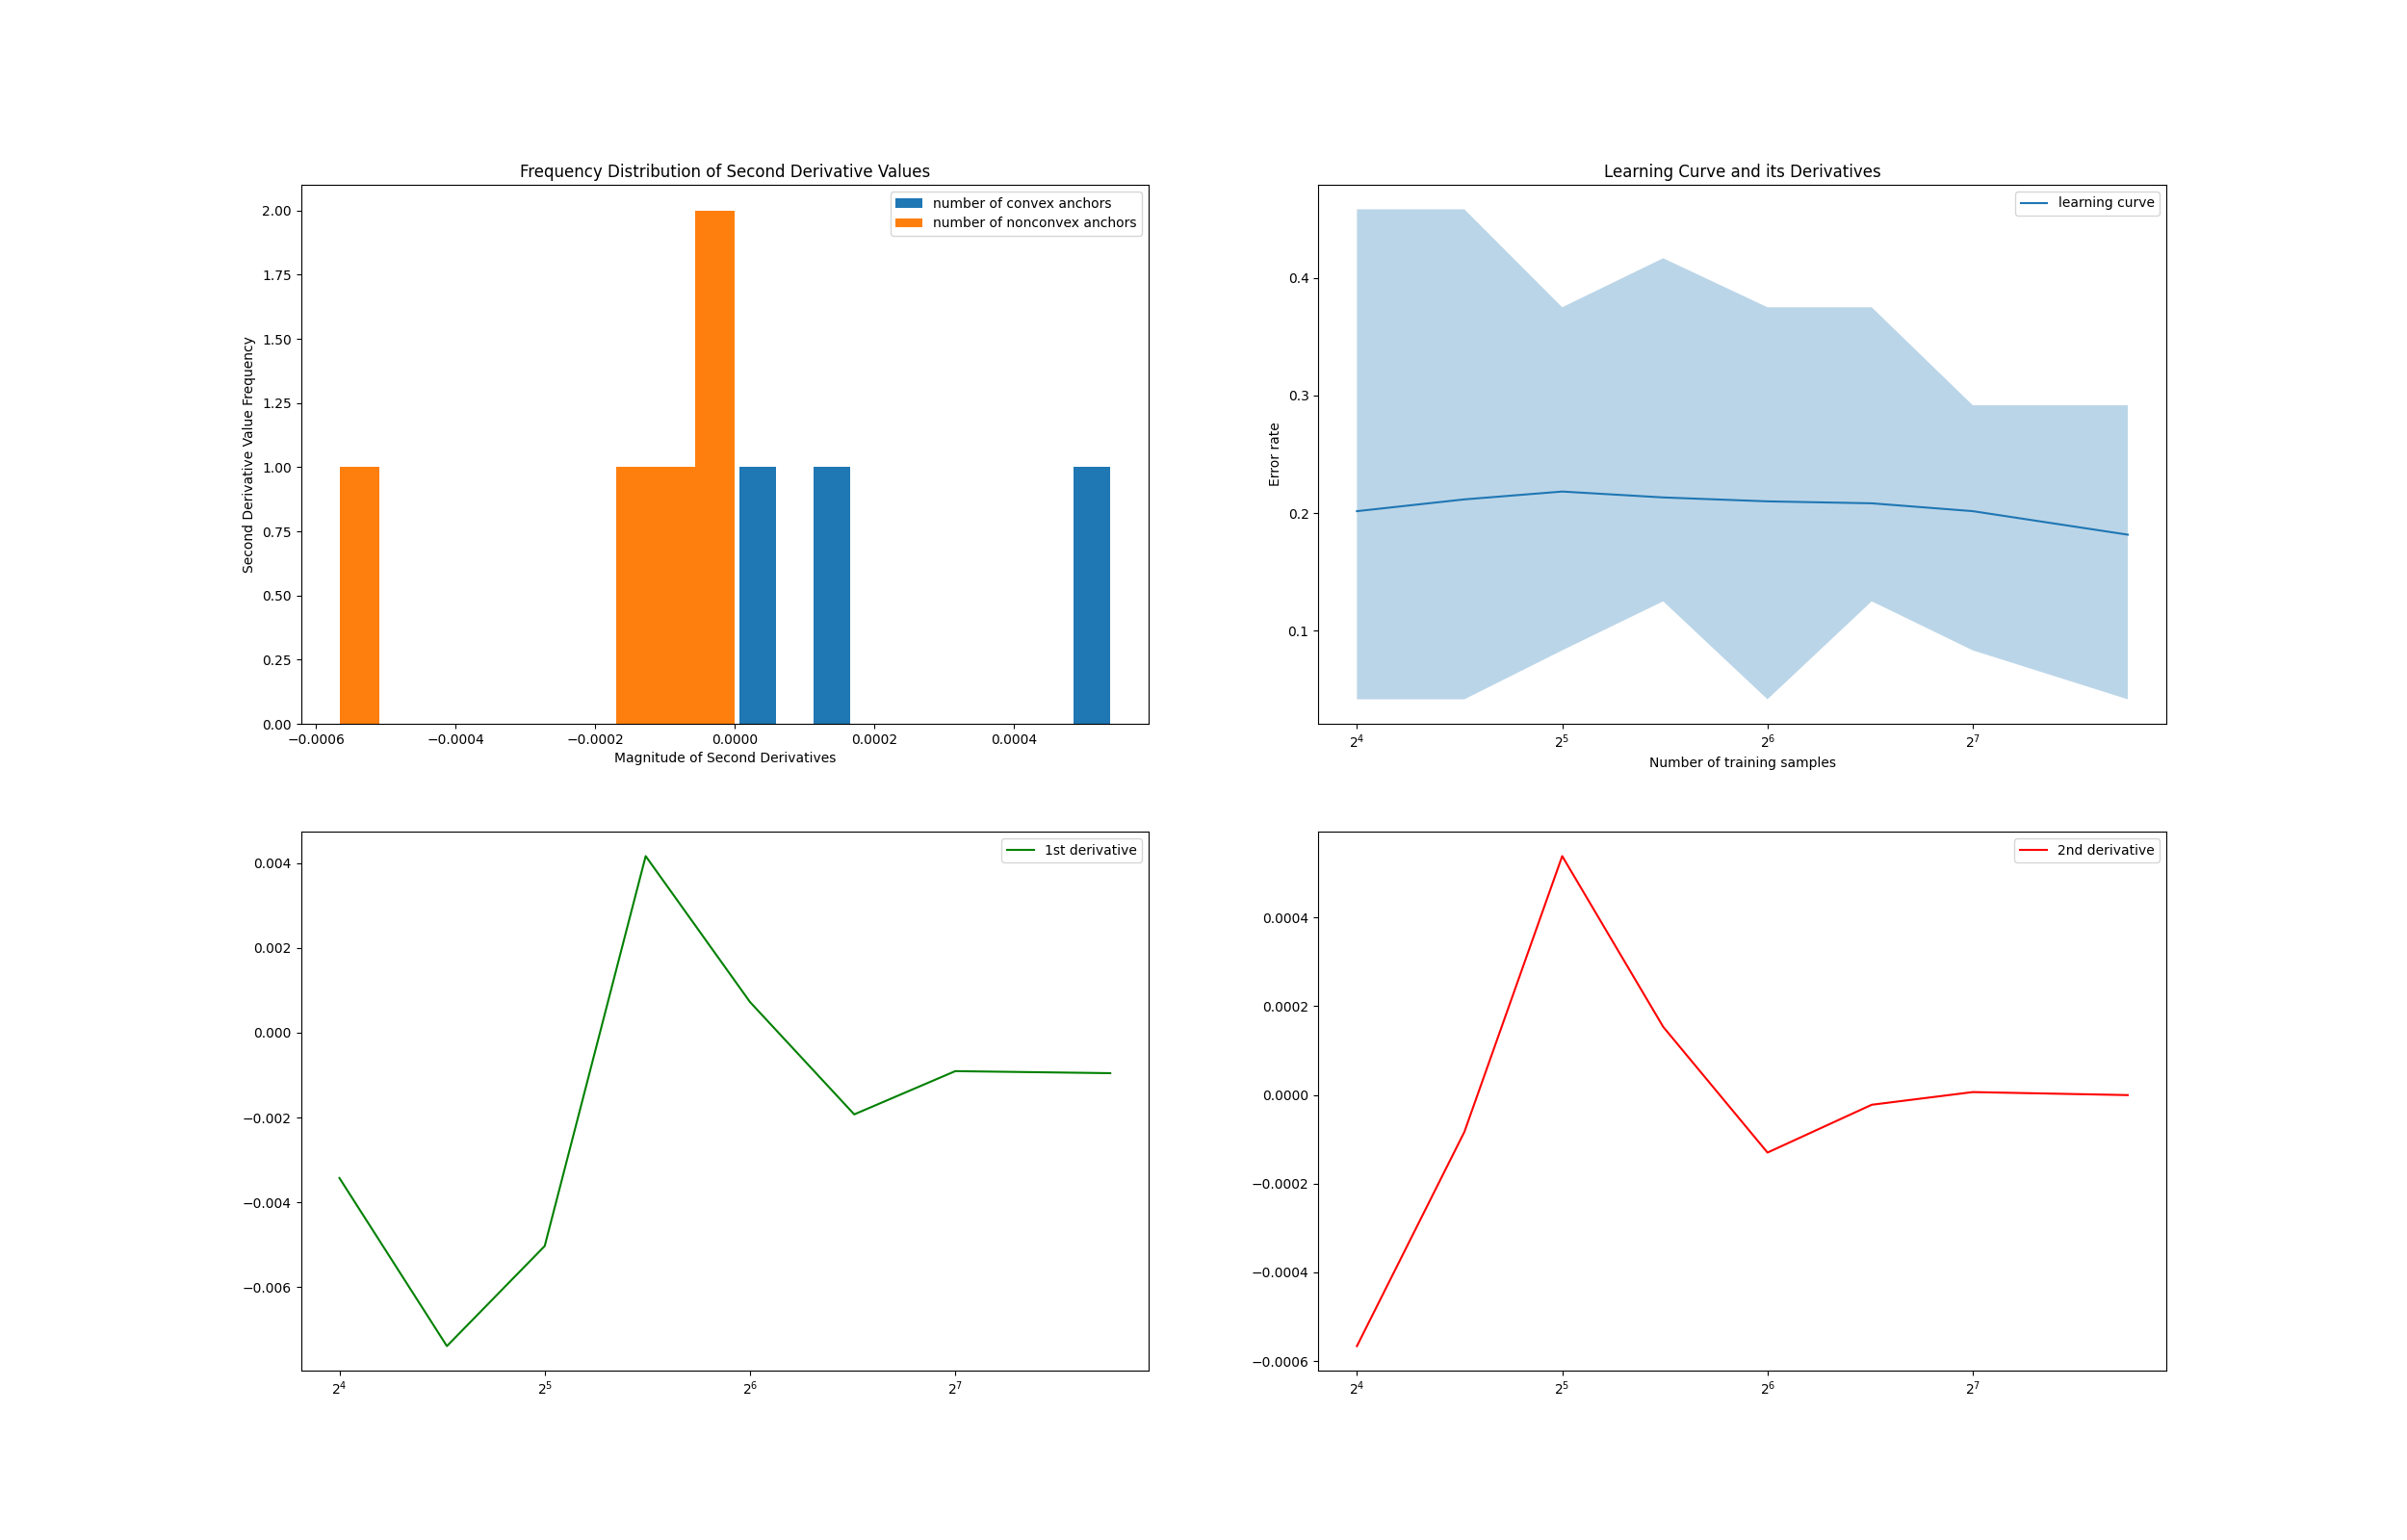 Frequency Distribution of Second Derivative Values
number of convex anchors
number of nonconvex anchors
Second Derivative Value Frequency
2.00
1.75
1.50
1.25
1.00
0.75
0.50
0.25
0.00
−0.0006 −0.0004 −0.0002 0.0000 0.0002 0.0004
Magnitude of Second Derivatives
Learning Curve and its Derivatives
learning curve
Error rate
0.4
0.3
0.2
0.1
2⁴ 2⁵ 2⁶ 2⁷
Number of training samples
1st derivative
0.004
0.002
0.000
−0.002
−0.004
−0.006
2⁴ 2⁵ 2⁶ 2⁷
2nd derivative
0.0004
0.0002
0.0000
−0.0002
−0.0004
−0.0006
2⁴ 2⁵ 2⁶ 2⁷